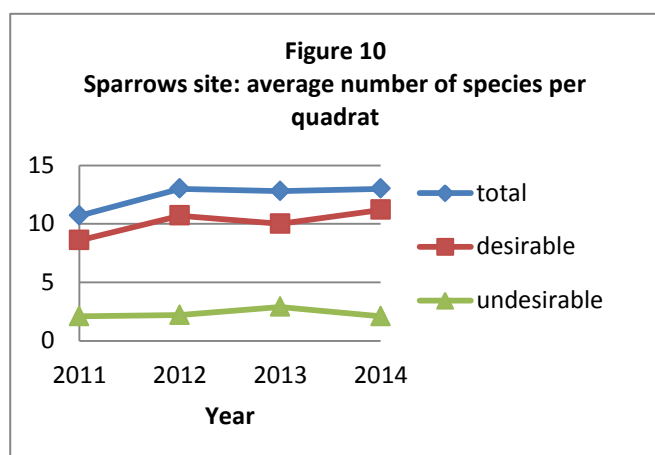 Figure 10
Sparrows site: average number of species per
quadrat
15
10
5
0
2011 2012 2013 2014
Year
total
desirable
undesirable